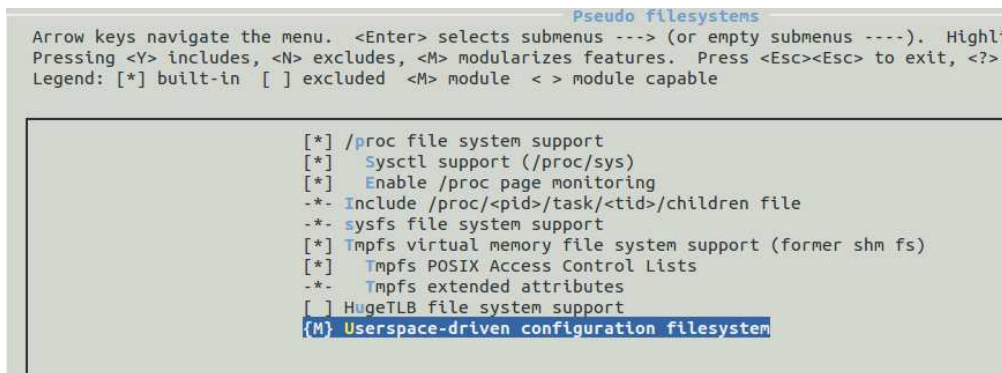 Pseudo filesystems
Arrow keys navigate the menu. <Enter> selects submenus ---> (or empty submenus ----). Highli
Pressing <Y> includes, <N> excludes, <M> modularizes features. Press <Esc><Esc> to exit, <?>
Legend: [*] built-in [ ] excluded <M> module < > module capable
[*] /proc file system support
[*] Sysctl support (/proc/sys)
[*] Enable /proc page monitoring
-*- Include /proc/<pid>/task/<tid>/children file
-*- sysfs file system support
[*] Tmpfs virtual memory file system support (former shm fs)
[*] Tmpfs POSIX Access Control Lists
-*- Tmpfs extended attributes
[ ] HugeTLB file system support
{M} Userspace-driven configuration filesystem